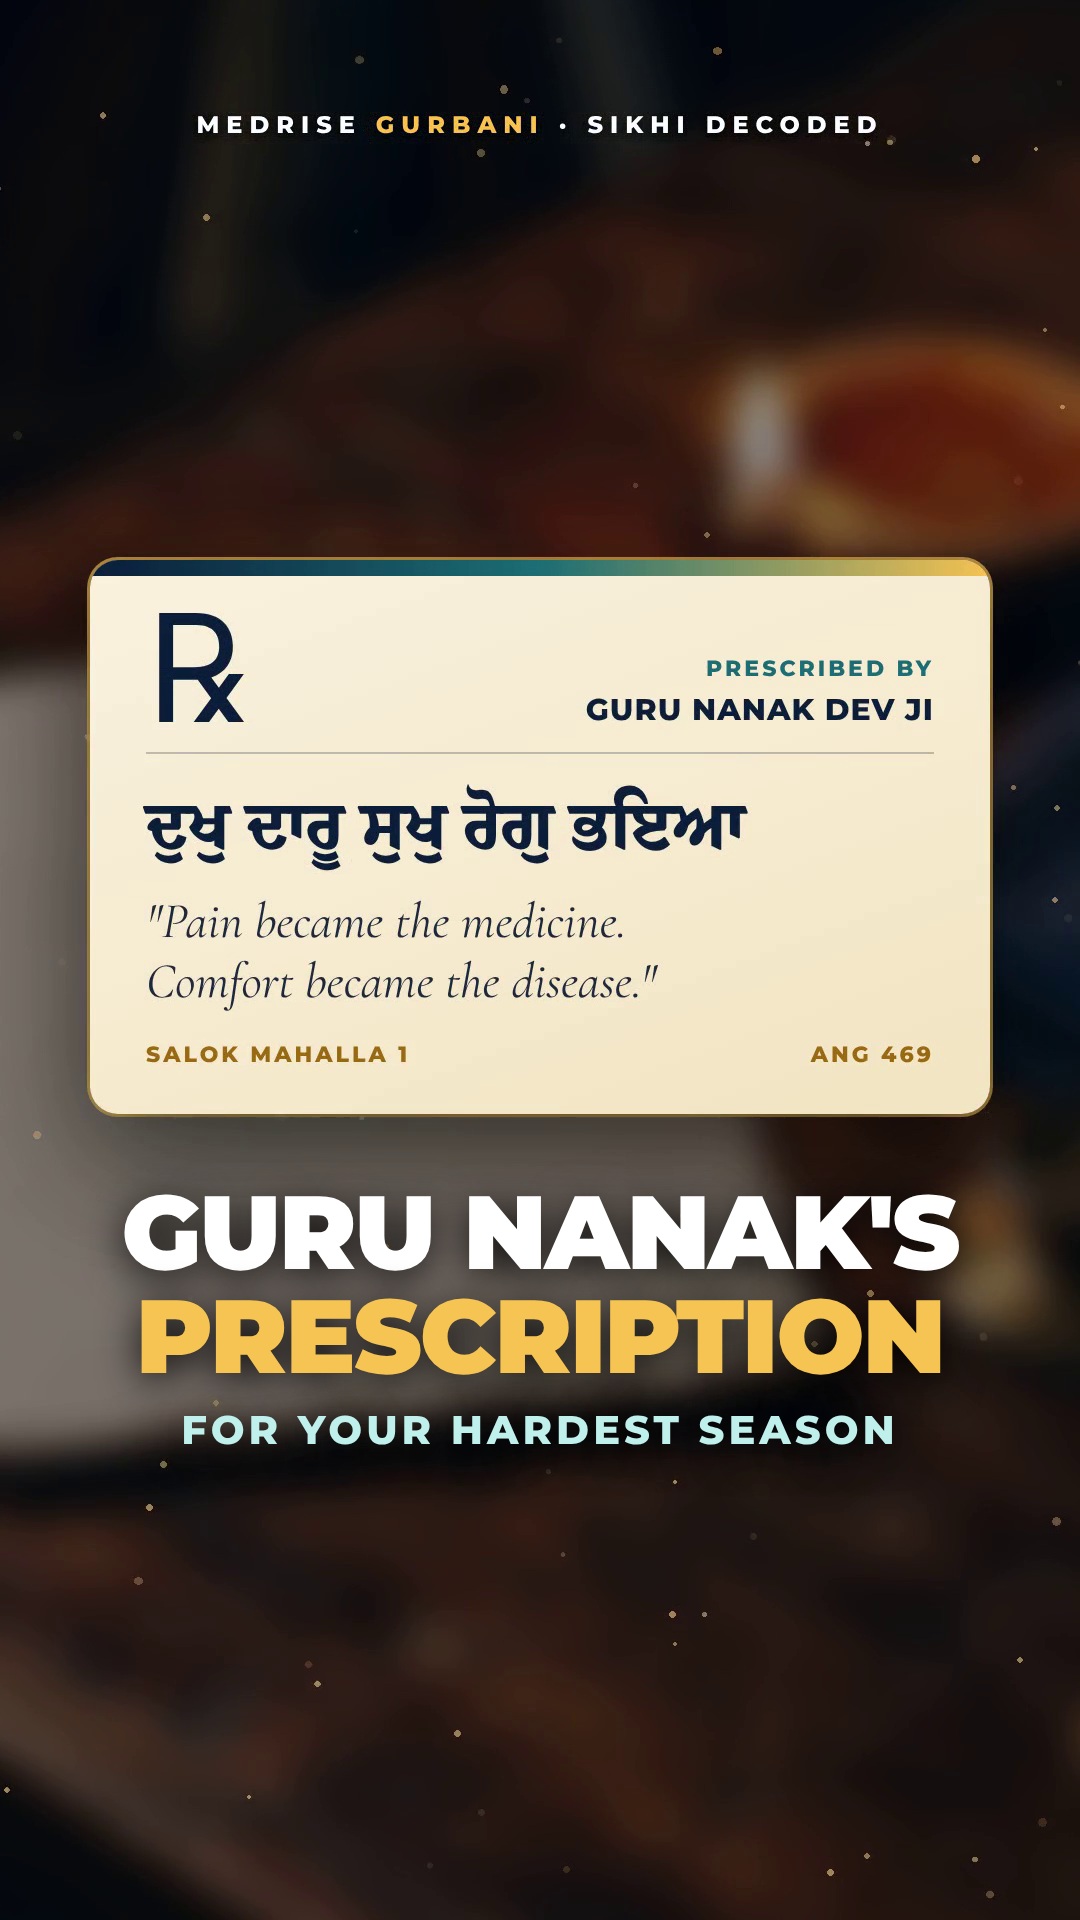 MEDRISE GURBANI · SIKHI DECODED
Rx
PRESCRIBED BY
GURU NANAK DEV JI
ਦੁਖੁ ਦਾਰੂ ਸੁਖੁ ਰੋਗੁ ਭਇਆ
"Pain became the medicine.
Comfort became the disease."
SALOK MAHALLA 1 ANG 469
GURU NANAK'S
PRESCRIPTION
FOR YOUR HARDEST SEASON